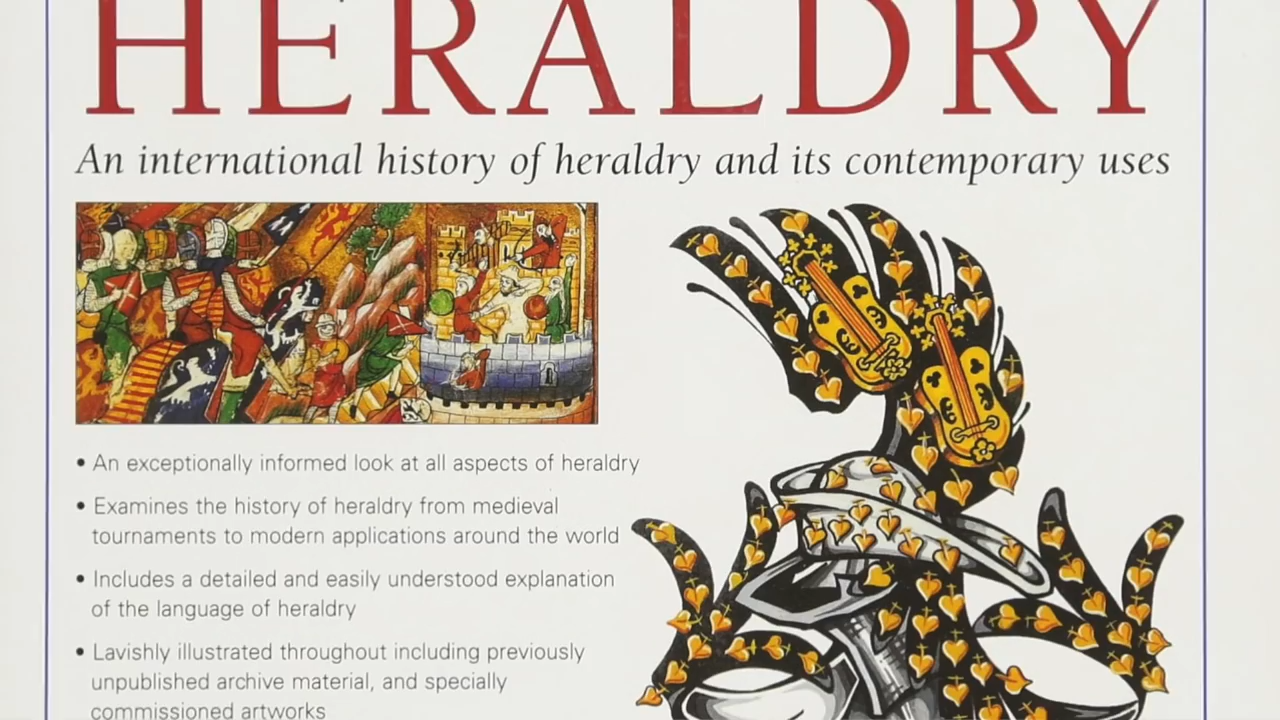 HERALDRY
An international history of heraldry and its contemporary uses
• An exceptionally informed look at all aspects of heraldry
• Examines the history of heraldry from medieval
tournaments to modern applications around the world
• Includes a detailed and easily understood explanation
of the language of heraldry
• Lavishly illustrated throughout including previously
unpublished archive material, and specially
commissioned artworks